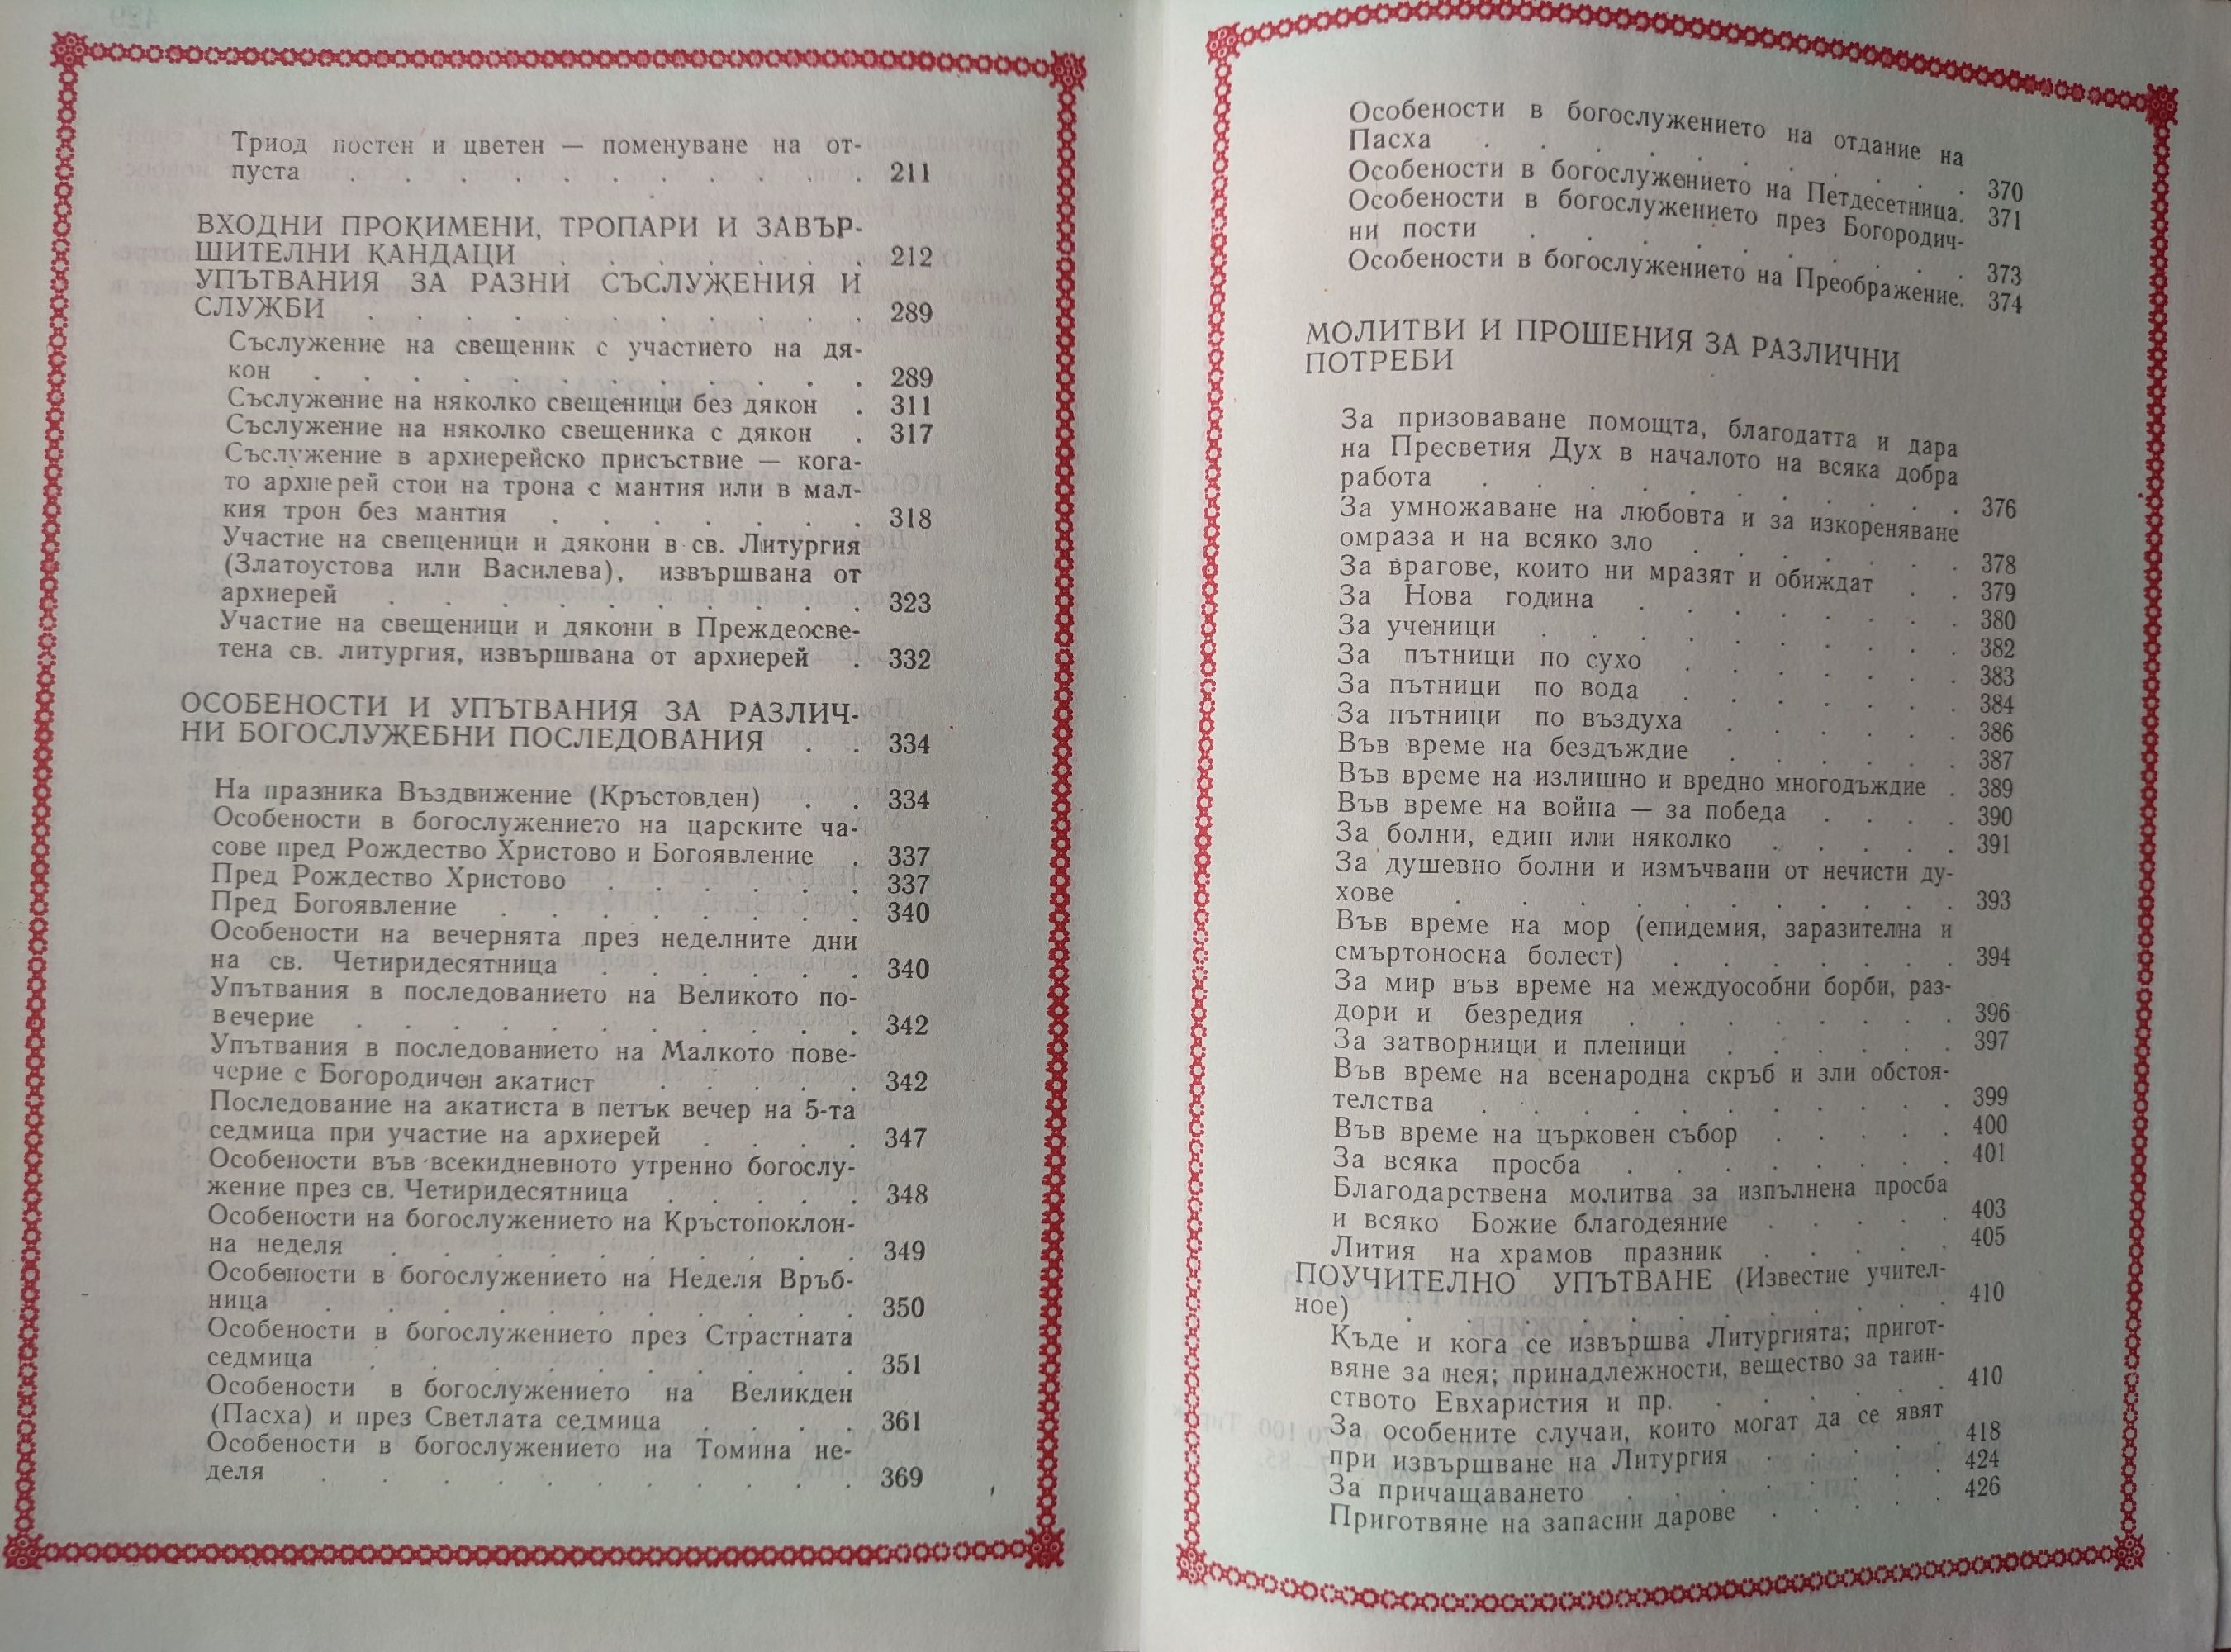 Триод постен и цветен — поменуване на от-
пуста . . . . . . . . . . . 211
ВХОДНИ ПРОКИМЕНИ, ТРОПАРИ И ЗАВЪР-
ШИТЕЛНИ КАНДАЦИ . . . . . . . 212
УПЪТВАНИЯ ЗА РАЗНИ СЪСЛУЖЕНИЯ И
СЛУЖБИ . . . . . . . . . . . 289
Съслужение на свещеник с участието на дя-
кон . . . . . . . . . . . . 289
Съслужение на няколко свещеници без дякон . 311
Съслужение на няколко свещеника с дякон . 317
Съслужение в архиерейско присъствие — кога-
то архиерей стои на трона с мантия или в мал-
кия трон без мантия . . . . . . . 318
Участие на свещеници и дякони в св. Литургия
(Златоустова или Василева), извършвана от
архиерей . . . . . . . . . . 323
Участие на свещеници и дякони в Преждеосве-
тена св. литургия, извършвана от архиерей . 332
ОСОБЕНОСТИ И УПЪТВАНИЯ ЗА РАЗЛИЧ-
НИ БОГОСЛУЖЕБНИ ПОСЛЕДОВАНИЯ . . 334
На празника Въздвижение (Кръстовден) . . 334
Особености в богослужението на царските ча-
сове пред Рождество Христово и Богоявление . 337
Пред Рождество Христово . . . . . . 337
Пред Богоявление . . . . . . . . 340
Особености на вечернята през неделните дни
на св. Четиридесятница . . . . . . 340
Упътвания в последованието на Великото по-
вечерие . . . . . . . . . . . 342
Упътвания в последованието на Малкото пове-
черие с Богородичен акатист . . . . . 342
Последование на акатиста в петък вечер на 5-та
седмица при участие на архиерей . . . . 347
Особености във всекидневното утренно богослу-
жение през св. Четиридесятница . . . . . 348
Особености на богослужението на Кръстопоклон-
на неделя . . . . . . . . . . 349
Особености в богослужението на Неделя Връб-
ница . . . . . . . . . . . 350
Особености в богослужението през Страстната
седмица . . . . . . . . . . 351
Особености в богослужението на Великден
(Пасха) и през Светлата седмица . . . . 361
Особености в богослужението на Томина не-
деля . . . . . . . . . . . 369
Особености в богослужението на отдание на
Пасха . . . . . . . . . . 370
Особености в богослужението на Петдесетница. 371
Особености в богослужението през Богородич-
ни пости . . . . . . . . . 373
Особености в богослужението на Преображение. 374
МОЛИТВИ И ПРОШЕНИЯ ЗА РАЗЛИЧНИ
ПОТРЕБИ
За призоваване помощта, благодатта и дара
на Пресветия Дух в началото на всяка добра
работа . . . . . . . . . . 376
За умножаване на любовта и за изкореняване
омраза и на всяко зло . . . . . . 378
За врагове, които ни мразят и обиждат . . 379
За Нова година . . . . . . . 380
За ученици . . . . . . . . . 382
За пътници по сухо . . . . . . 383
За пътници по вода . . . . . . 384
За пътници по въздуха . . . . . 386
Във време на бездъждие . . . . . 387
Във време на излишно и вредно многодъждие . 389
Във време на война — за победа . . . . 390
За болни, един или няколко . . . . . 391
За душевно болни и измъчвани от нечисти ду-
хове . . . . . . . . . . . 393
Във време на мор (епидемия, заразителна и
смъртоносна болест) . . . . . . . 394
За мир във време на междуособни борби, раз-
дори и безредия . . . . . . . 396
За затворници и пленици . . . . . . 397
Във време на всенародна скръб и зли обстоя-
телства . . . . . . . . . . 399
Във време на църковен събор . . . . 400
За всяка просба . . . . . . . 401
Благодарствена молитва за изпълнена просба
и всяко Божие благодеяние . . . . . 403
Лития на храмов празник . . . . . 405
ПОУЧИТЕЛНО УПЪТВАНЕ (Известие учител-
ное) . . . . . . . . . . 410
Къде и кога се извършва Литургията; пригот-
вяне за нея; принадлежности, вещество за таин-
ството Евхаристия и пр. . . . . . 410
За особените случаи, които могат да се явят
при извършване на Литургия . . . . . 418
За причащаването . . . . . . . 424
Приготвяне на запасни дарове . . . . . 426